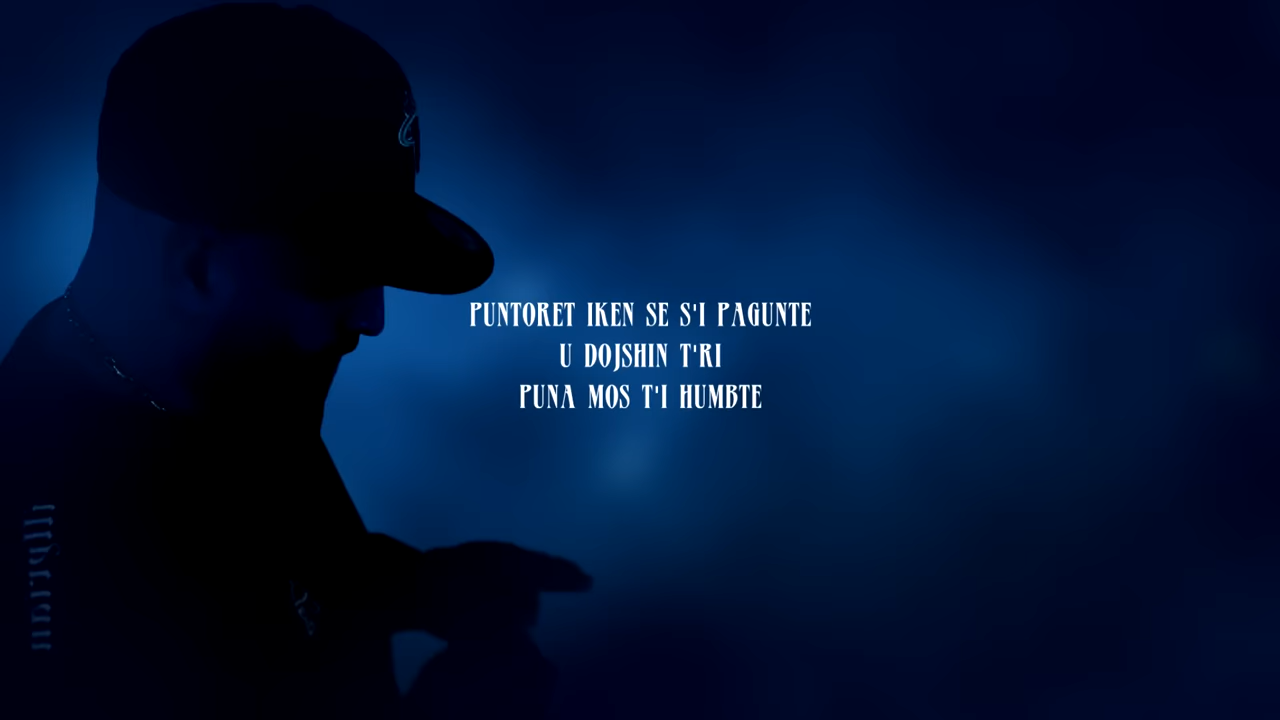 PUNTORET IKEN SE S'I PAGUNTE
U DOJSHIN T'RI
PUNA MOS T'I HUMBTE